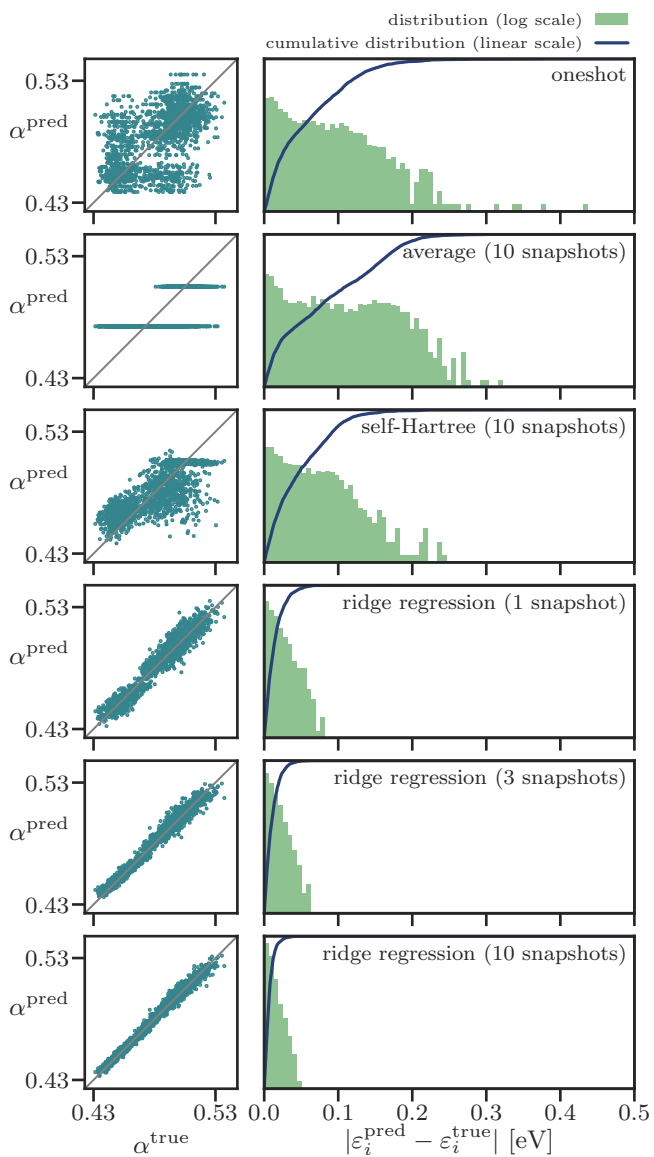 distribution (log scale)
cumulative distribution (linear scale)
0.53
α^pred
0.43
oneshot
0.53
α^pred
0.43
average (10 snapshots)
0.53
α^pred
0.43
self-Hartree (10 snapshots)
0.53
α^pred
0.43
ridge regression (1 snapshot)
0.53
α^pred
0.43
ridge regression (3 snapshots)
0.53
α^pred
0.43
ridge regression (10 snapshots)
0.43 0.53
α^true
0.0 0.1 0.2 0.3 0.4 0.5
|ε_i^pred − ε_i^true| [eV]